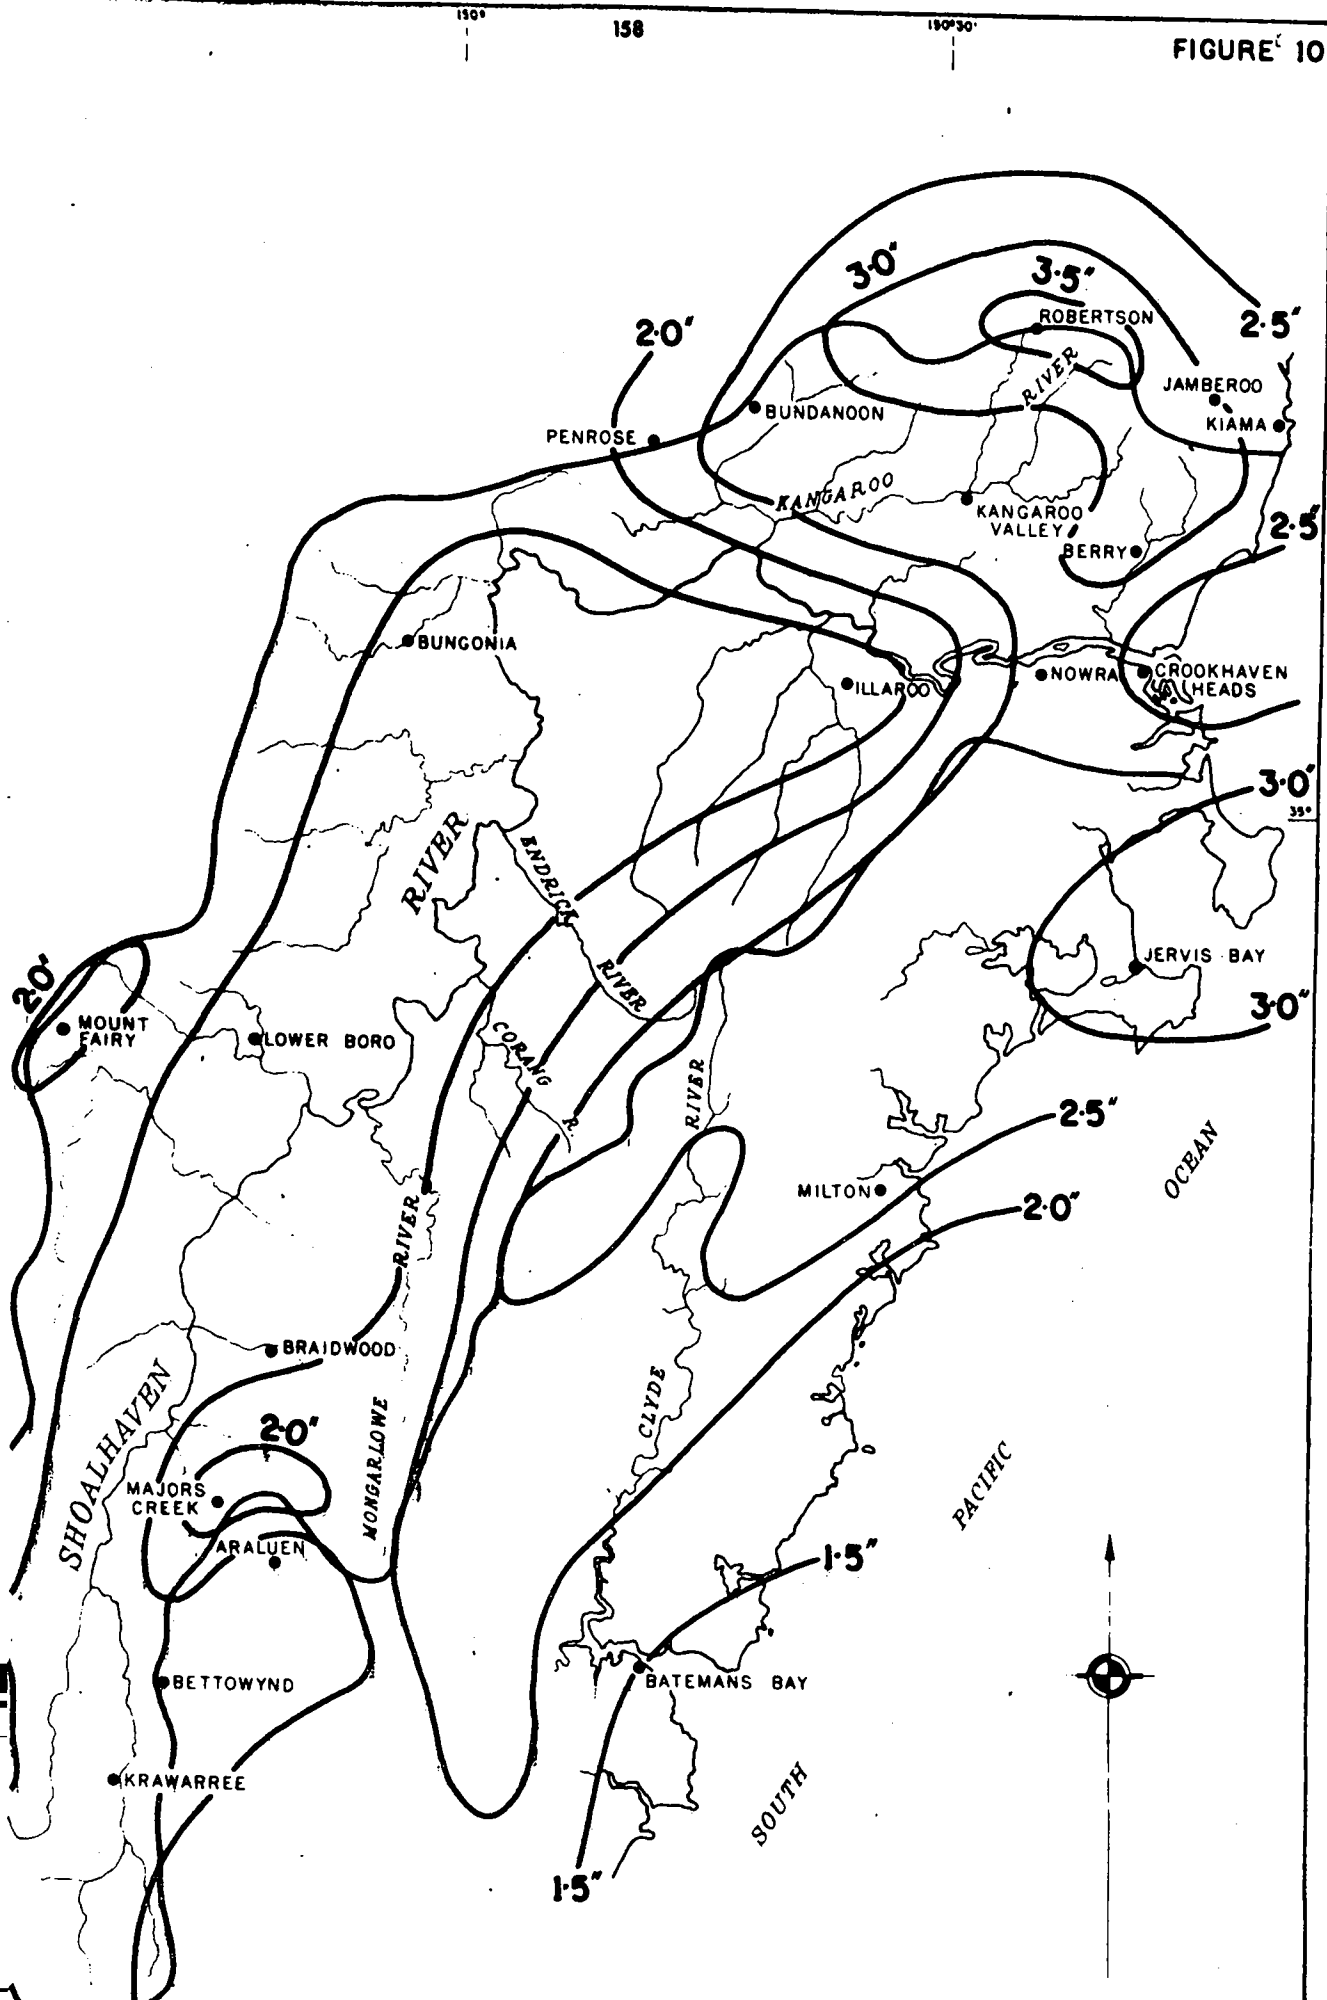 150°
158
150°30'
FIGURE 10
3·0"
3·5"
2·5"
2·0"
ROBERTSON
RIVER
JAMBEROO
KIAMA
BUNDANOON
PENROSE
KANGAROO
KANGAROO
VALLEY
BERRY
2·5"
BUNGONIA
ILLAROO
NOWRA
CROOKHAVEN
HEADS
3·0"
35°
RIVER
ENDRICK
RIVER
JERVIS BAY
3·0"
2·0"
MOUNT
FAIRY
LOWER BORO
CORANG
R.
RIVER
2·5"
OCEAN
MILTON
2·0"
RIVER
BRAIDWOOD
SHOALHAVEN
CLYDE
MONGARLOWE
2·0"
MAJORS
CREEK
PACIFIC
ARALUEN
1·5"
BETTOWYND
BATEMANS BAY
KRAWARREE
SOUTH
1·5"